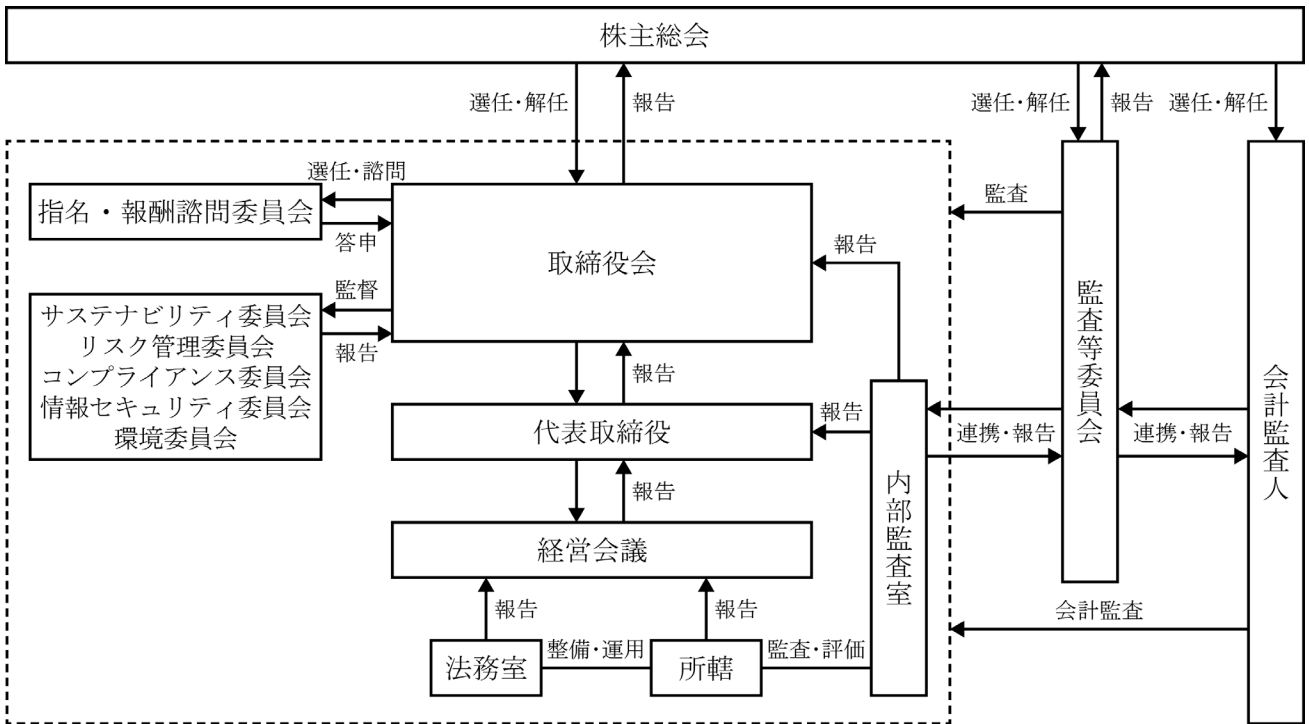 株主総会
選任・解任
報告
選任・解任
報告
選任・解任
選任・諮問
指名・報酬諮問委員会
答申
監督
サステナビリティ委員会
リスク管理委員会
コンプライアンス委員会
情報セキュリティ委員会
環境委員会
報告
取締役会
報告
監査
報告
代表取締役
報告
報告
経営会議
報告
報告
法務室
整備・運用
所轄
監査・評価
内部監査室
連携・報告
監査等委員会
連携・報告
会計監査人
会計監査